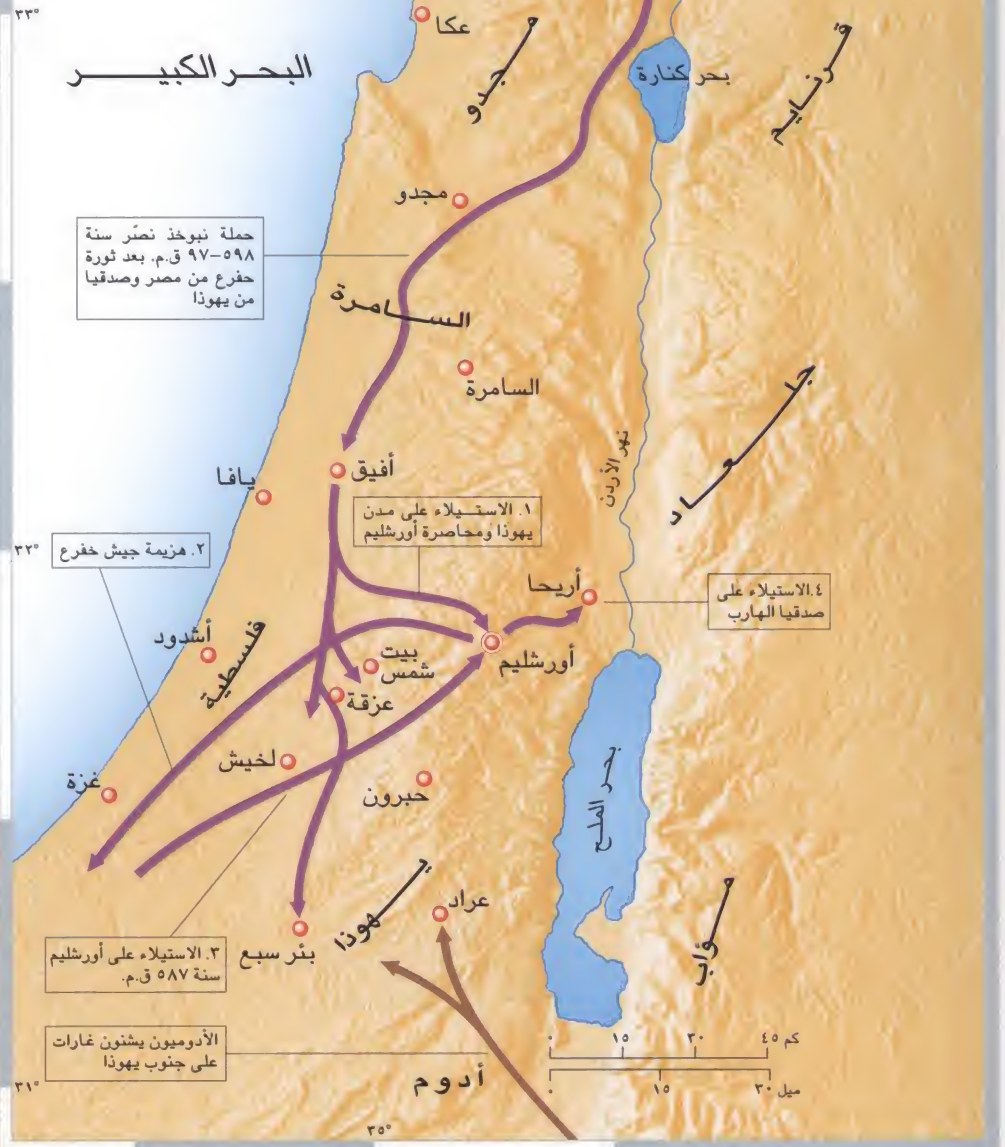 ٣٣°
عكا
مجدو
قرنايم
البحر الكبير
بحر كنارة
مجدو
حملة نبوخذ نصّر سنة
٥٩٨–٩٧ ق.م. بعد ثورة
حفرع من مصر وصدقيا
من يهوذا
السامرة
السامرة
جلعاد
نهر الأردن
أفيق
يافا
١. الاستيلاء على مدن
يهوذا ومحاصرة أورشليم
٣٢°
٢. هزيمة جيش خفرع
أريحا
٤.الاستيلاء على
صدقيا الهارب
أشدود
فلسطية
بيت
شمس
أورشليم
عزقة
لخيش
غزة
حبرون
بحر الملح
يهوذا
عراد
مؤاب
بئر سبع
٣. الاستيلاء على أورشليم
سنة ٥٨٧ ق.م.
الأدوميون يشنون غارات
على جنوب يهوذا
أدوم
٠ ١٥ ٣٠ ٤٥ كم
٠ ١٥ ٣٠ ميل
٣١°
٣٥°